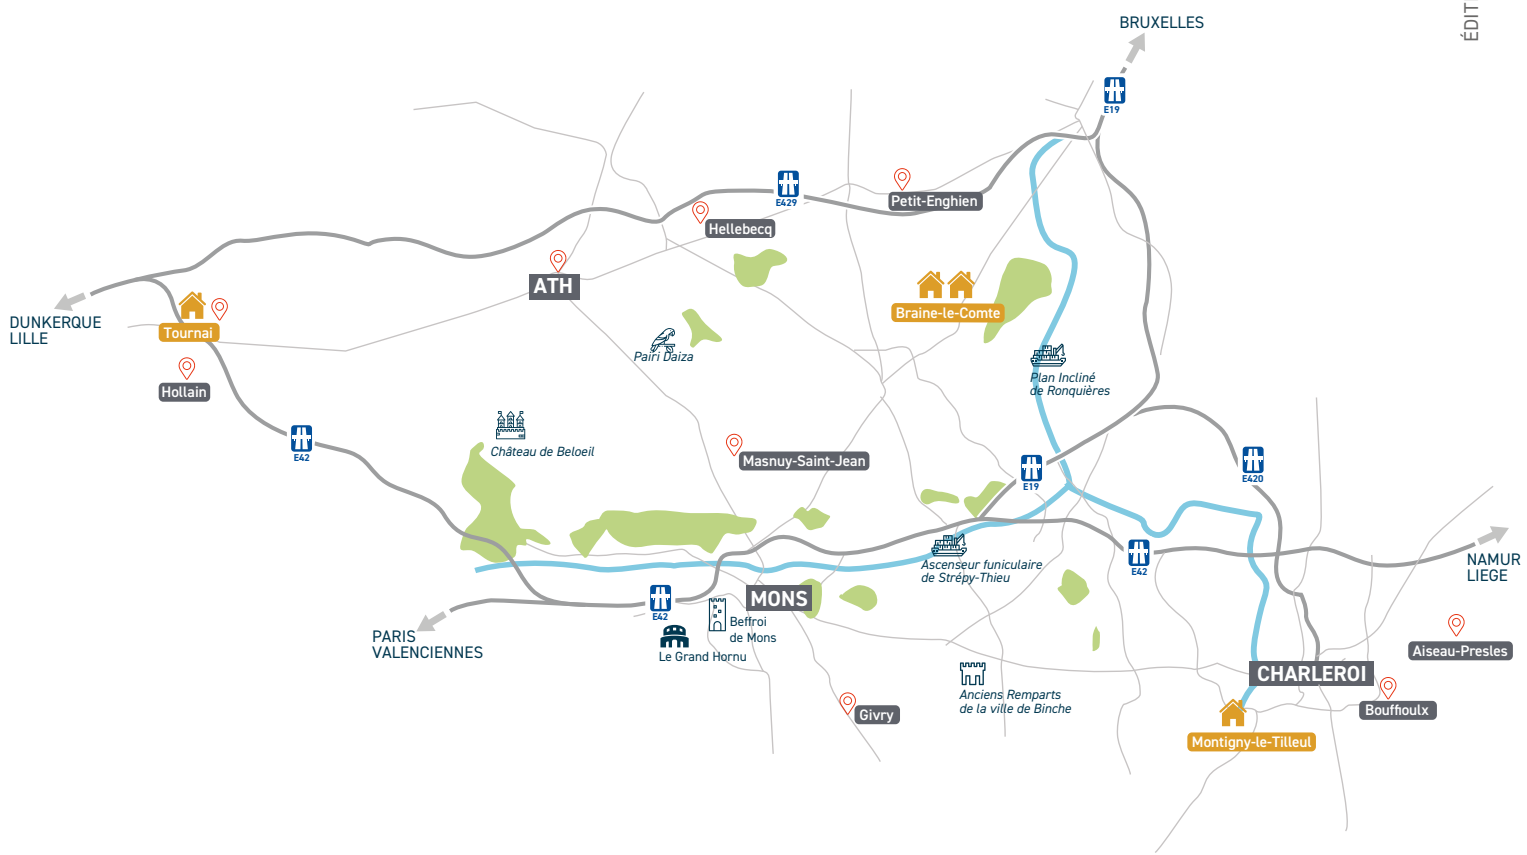 ÉDIT
BRUXELLES
E19
E429
Petit-Enghien
Hellebecq
ATH
DUNKERQUE
LILLE
Tournai
Braine-le-Comte
Pairi Daiza
Hollain
Plan Incliné
de Ronquières
E42
Château de Beloeil
Masnuy-Saint-Jean
E19
E420
Ascenseur funiculaire
de Strépy-Thieu
E42
NAMUR
LIEGE
MONS
E42
Beffroi
de Mons
PARIS
VALENCIENNES
Le Grand Hornu
Aiseau-Presles
CHARLEROI
Anciens Remparts
de la ville de Binche
Givry
Bouffioulx
Montigny-le-Tilleul